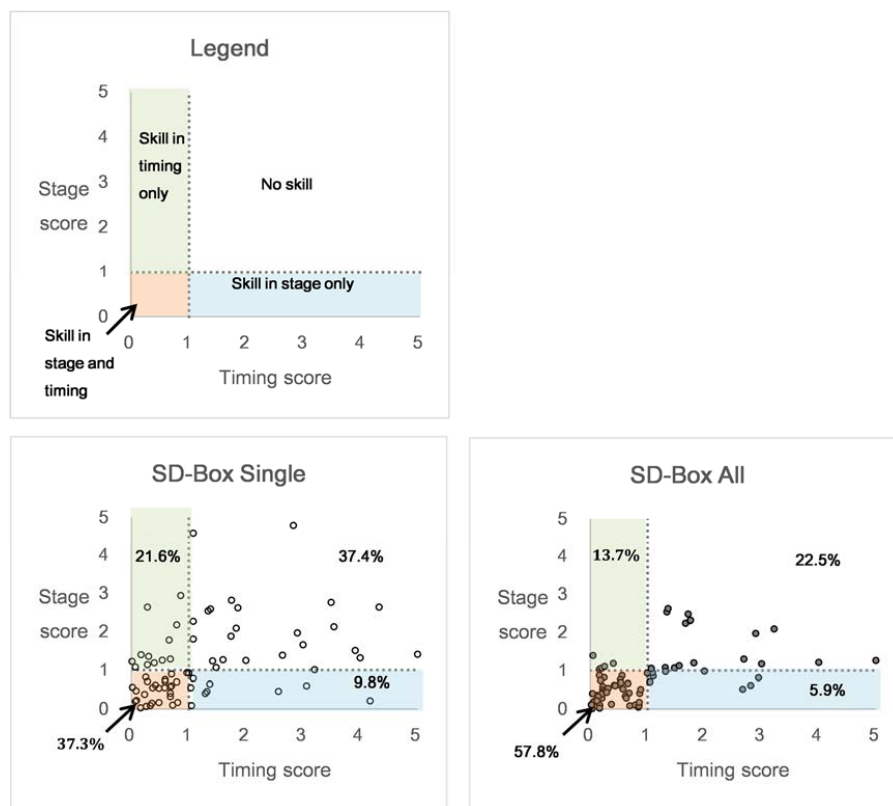 Legend
5
4
3
2
1
0
Stage
score
Skill in
timing
only
No skill
Skill in stage only
0 1 2 3 4 5
Timing score
Skill in
stage and
timing
SD-Box Single
5
4
3
2
1
0
Stage
score
21.6%
37.4%
9.8%
37.3%
0 1 2 3 4 5
Timing score
SD-Box All
5
4
3
2
1
0
Stage
score
13.7%
22.5%
5.9%
57.8%
0 1 2 3 4 5
Timing score